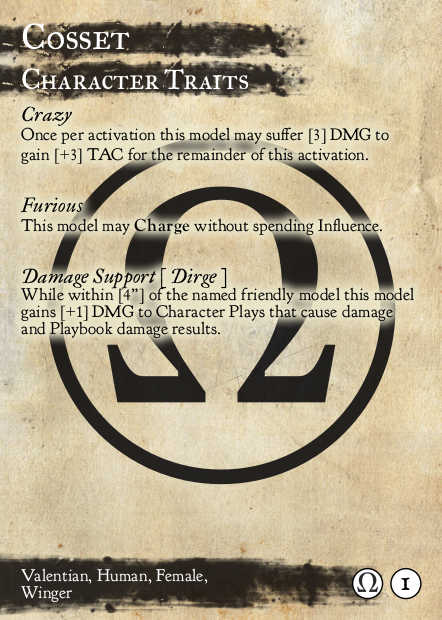 Cosset
Character Traits
Crazy
Once per activation this model may suffer [3] DMG to
gain [+3] TAC for the remainder of this activation.
Furious
This model may Charge without spending Influence.
Damage Support [ Dirge ]
While within [4"] of the named friendly model this model
gains [+1] DMG to Character Plays that cause damage
and Playbook damage results.
Valentian, Human, Female,
Winger
Ω 1
Ω